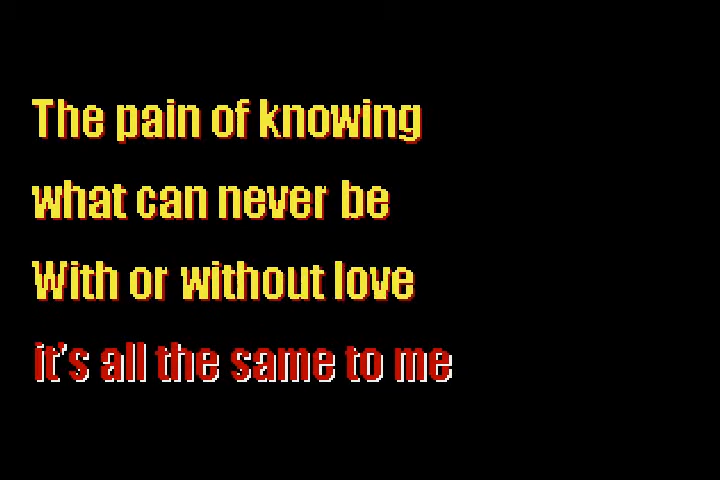 The pain of knowing
what can never be
With or without love
it's all the same to me